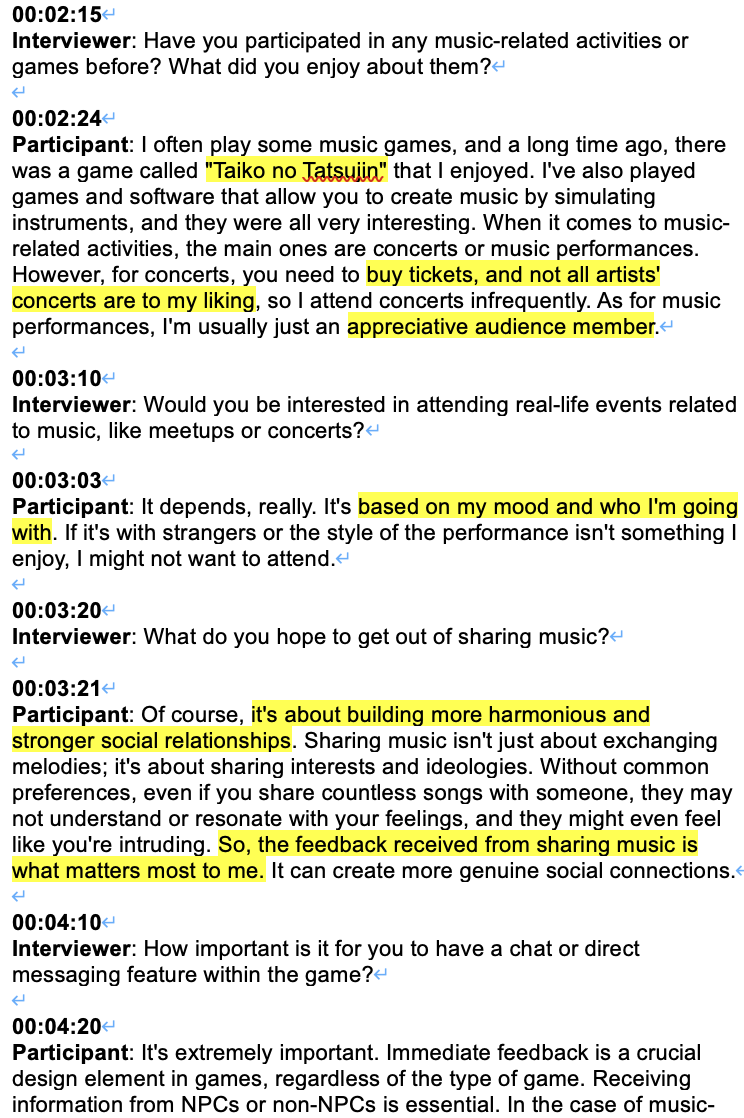 00:02:15
Interviewer: Have you participated in any music-related activities or
games before? What did you enjoy about them?
00:02:24
Participant: I often play some music games, and a long time ago, there
was a game called "Taiko no Tatsujin" that I enjoyed. I've also played
games and software that allow you to create music by simulating
instruments, and they were all very interesting. When it comes to music-
related activities, the main ones are concerts or music performances.
However, for concerts, you need to buy tickets, and not all artists'
concerts are to my liking, so I attend concerts infrequently. As for music
performances, I'm usually just an appreciative audience member.
00:03:10
Interviewer: Would you be interested in attending real-life events related
to music, like meetups or concerts?
00:03:03
Participant: It depends, really. It's based on my mood and who I'm going
with. If it's with strangers or the style of the performance isn't something I
enjoy, I might not want to attend.
00:03:20
Interviewer: What do you hope to get out of sharing music?
00:03:21
Participant: Of course, it's about building more harmonious and
stronger social relationships. Sharing music isn't just about exchanging
melodies; it's about sharing interests and ideologies. Without common
preferences, even if you share countless songs with someone, they may
not understand or resonate with your feelings, and they might even feel
like you're intruding. So, the feedback received from sharing music is
what matters most to me. It can create more genuine social connections.
00:04:10
Interviewer: How important is it for you to have a chat or direct
messaging feature within the game?
00:04:20
Participant: It's extremely important. Immediate feedback is a crucial
design element in games, regardless of the type of game. Receiving
information from NPCs or non-NPCs is essential. In the case of music-